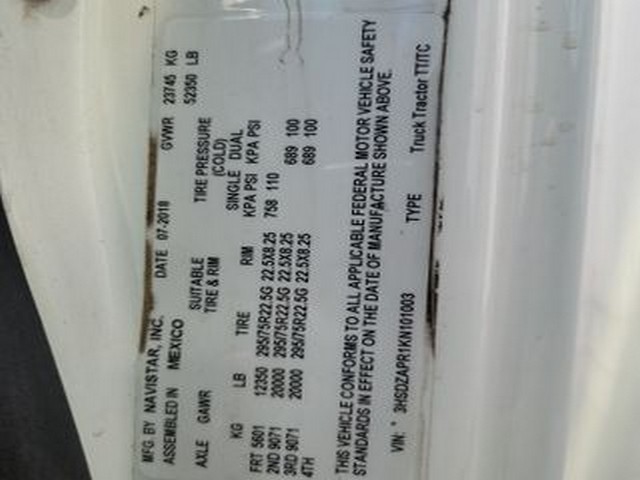 MFG. BY NAVISTAR, INC. DATE 07-2018 GVWR 23745 KG
ASSEMBLED IN MEXICO 52350 LB
AXLE GAWR SUITABLE TIRE PRESSURE
TIRE & RIM (COLD)
SINGLE DUAL
KG LB TIRE RIM KPA PSI KPA PSI
FRT 5601 12350 295/75R22.5G 22.5X8.25 758 110
2ND 9071 20000 295/75R22.5G 22.5X8.25 689 100
3RD 9071 20000 295/75R22.5G 22.5X8.25 689 100
4TH
THIS VEHICLE CONFORMS TO ALL APPLICABLE FEDERAL MOTOR VEHICLE SAFETY
STANDARDS IN EFFECT ON THE DATE OF MANUFACTURE SHOWN ABOVE.
VIN: * 3HSDZAPR1KN101003 TYPE Truck Tractor TT/TC